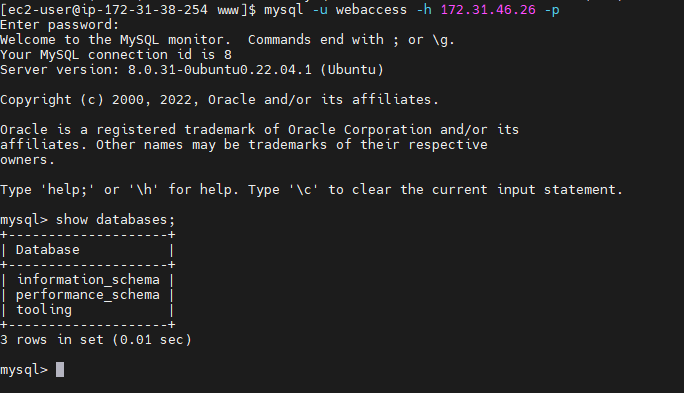 [ec2-user@ip-172-31-38-254 www]$ mysql -u webaccess -h 172.31.46.26 -p
Enter password:
Welcome to the MySQL monitor.  Commands end with ; or \g.
Your MySQL connection id is 8
Server version: 8.0.31-0ubuntu0.22.04.1 (Ubuntu)
Copyright (c) 2000, 2022, Oracle and/or its affiliates.
Oracle is a registered trademark of Oracle Corporation and/or its
affiliates. Other names may be trademarks of their respective
owners.
Type 'help;' or '\h' for help. Type '\c' to clear the current input statement.
mysql> show databases;
+--------------------+
| Database           |
+--------------------+
| information_schema |
| performance_schema |
| tooling            |
+--------------------+
3 rows in set (0.01 sec)
mysql>